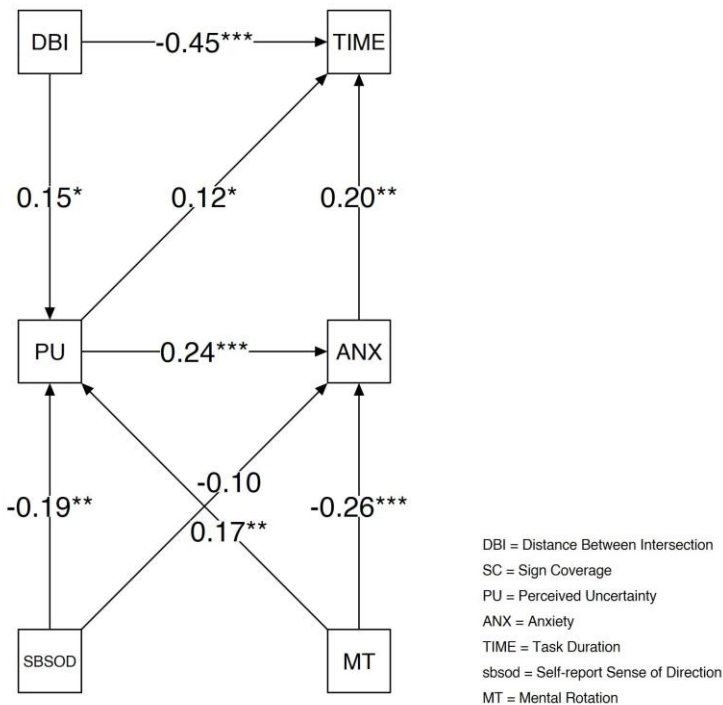 DBI -0.45*** TIME
0.15* 0.12* 0.20**
PU 0.24*** ANX
-0.10
-0.19** -0.26***
0.17**
SBSOD MT
DBI = Distance Between Intersection
SC = Sign Coverage
PU = Perceived Uncertainty
ANX = Anxiety
TIME = Task Duration
sbsod = Self-report Sense of Direction
MT = Mental Rotation